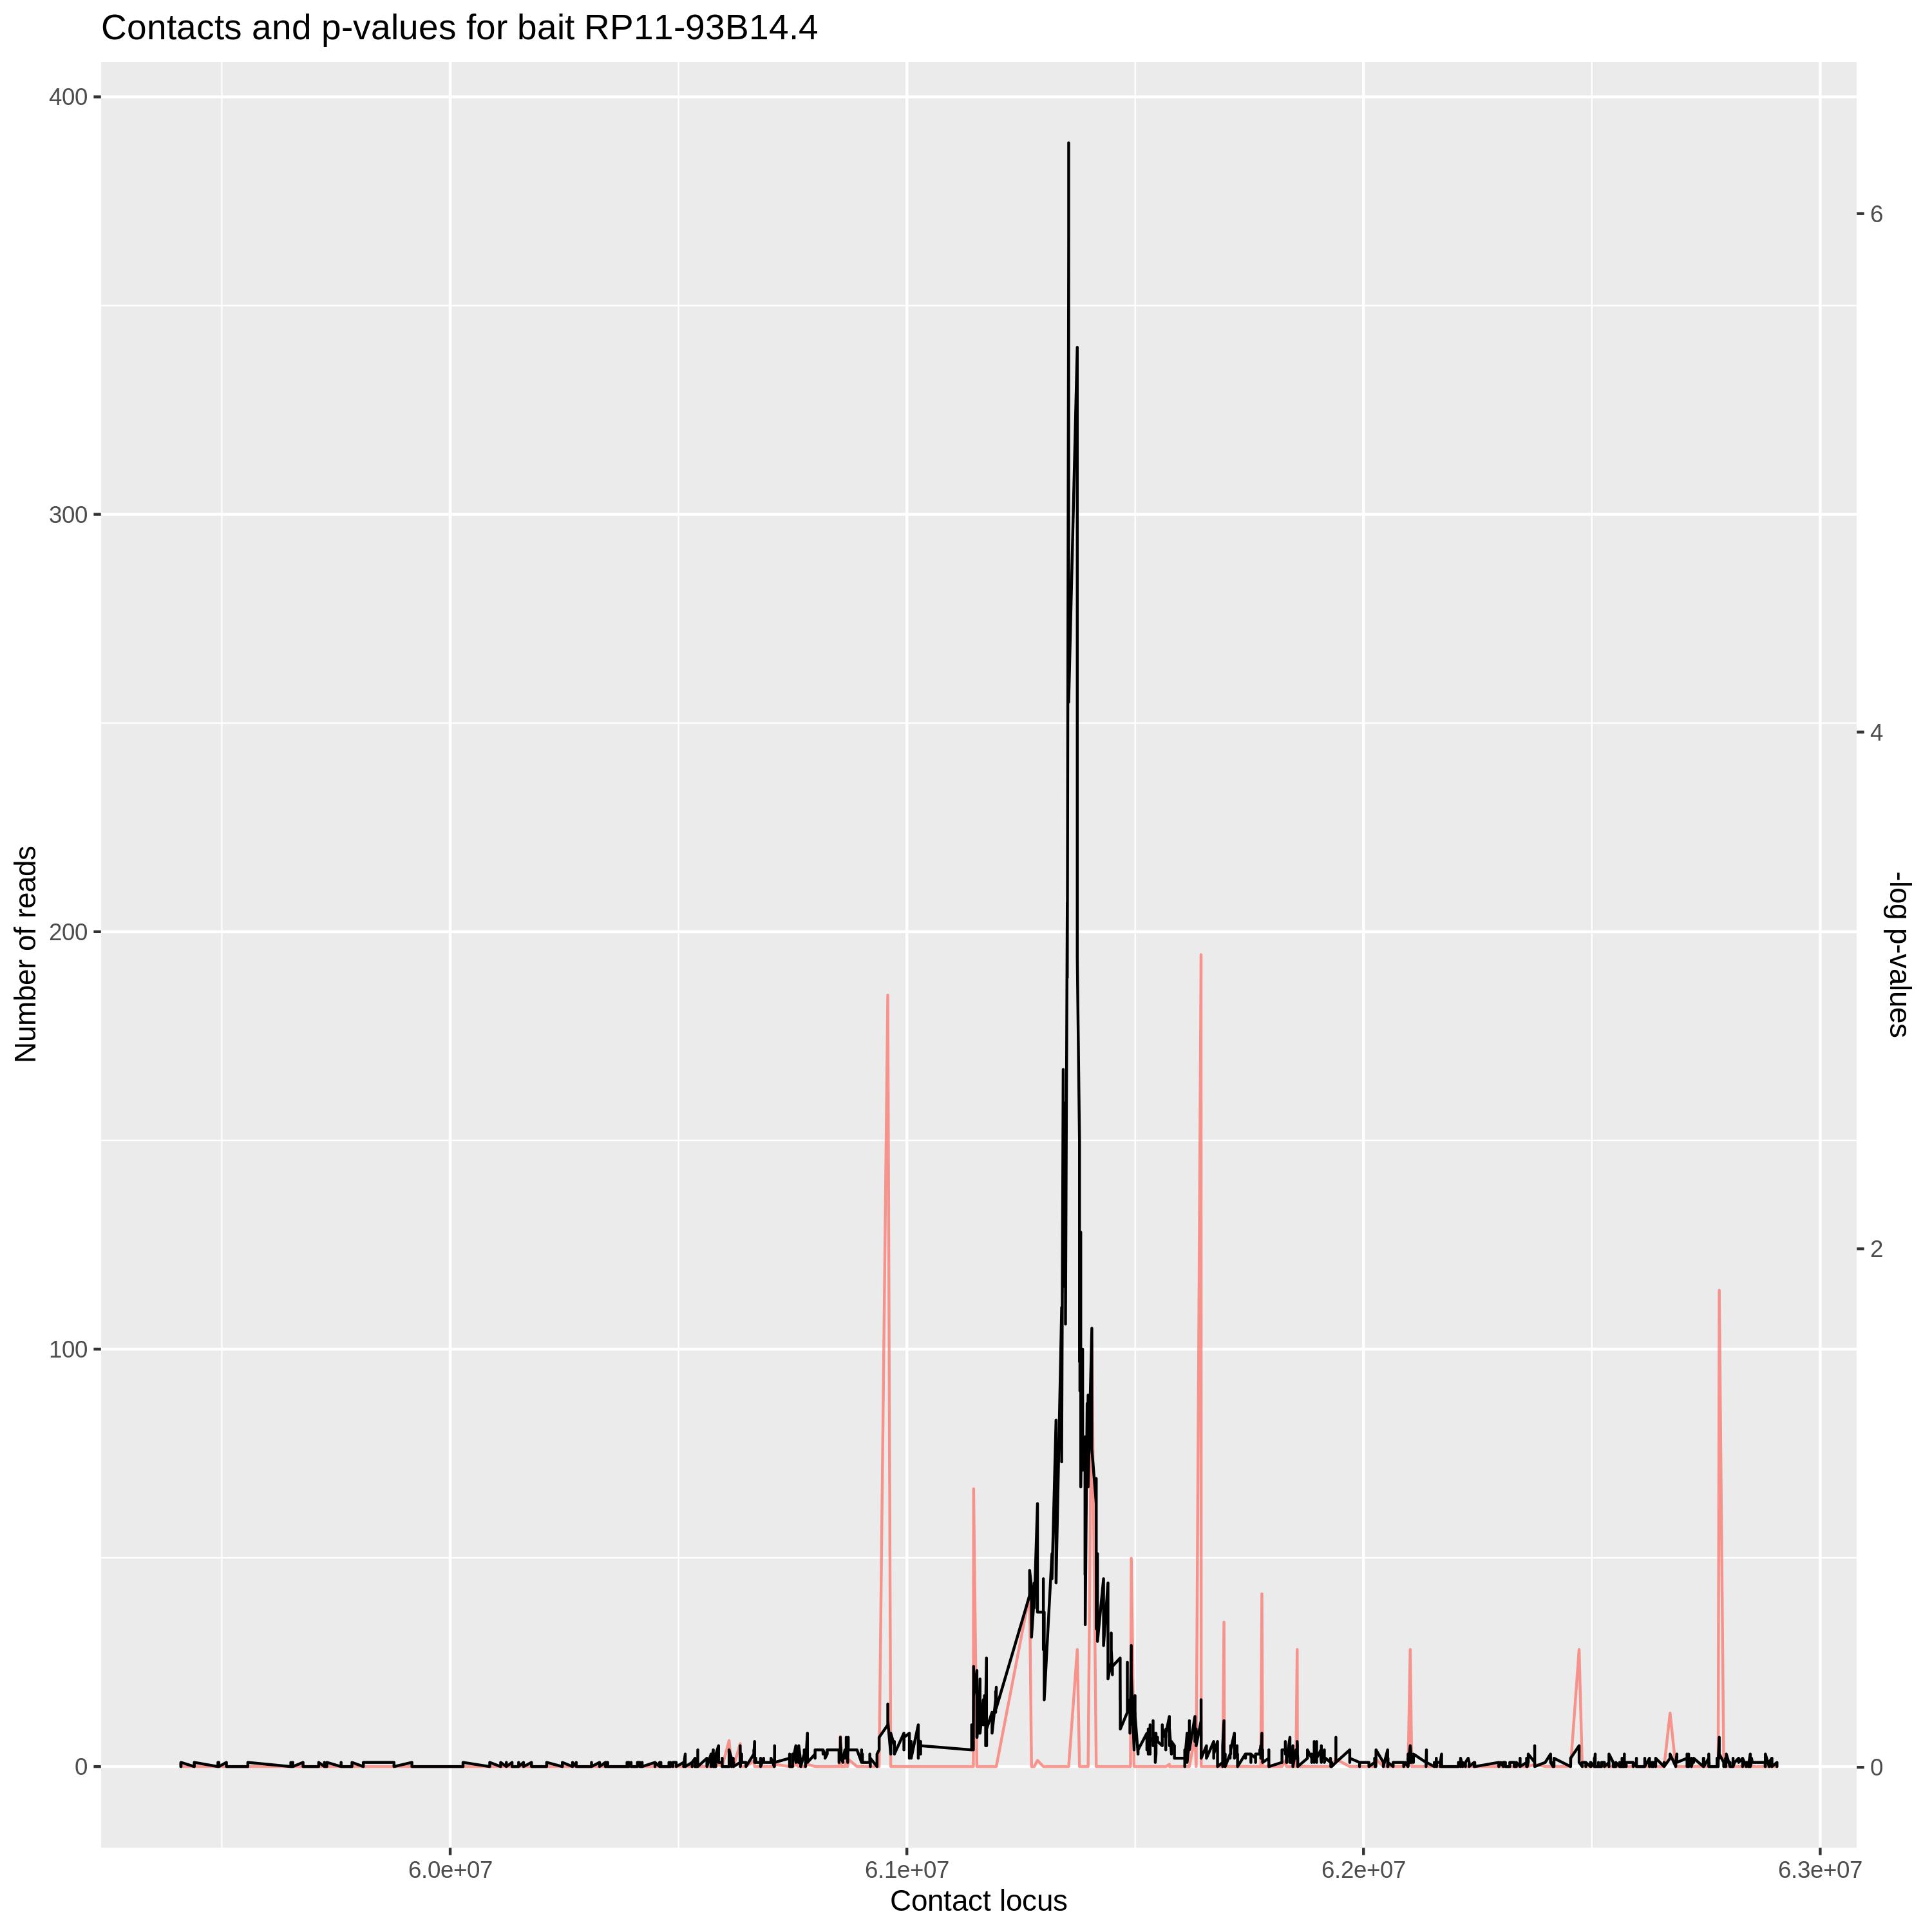 Contacts and p-values for bait RP11-93B14.4
400
300
200
100
0
Number of reads
6
4
2
0
-log p-values
6.0e+07
6.1e+07
6.2e+07
6.3e+07
Contact locus